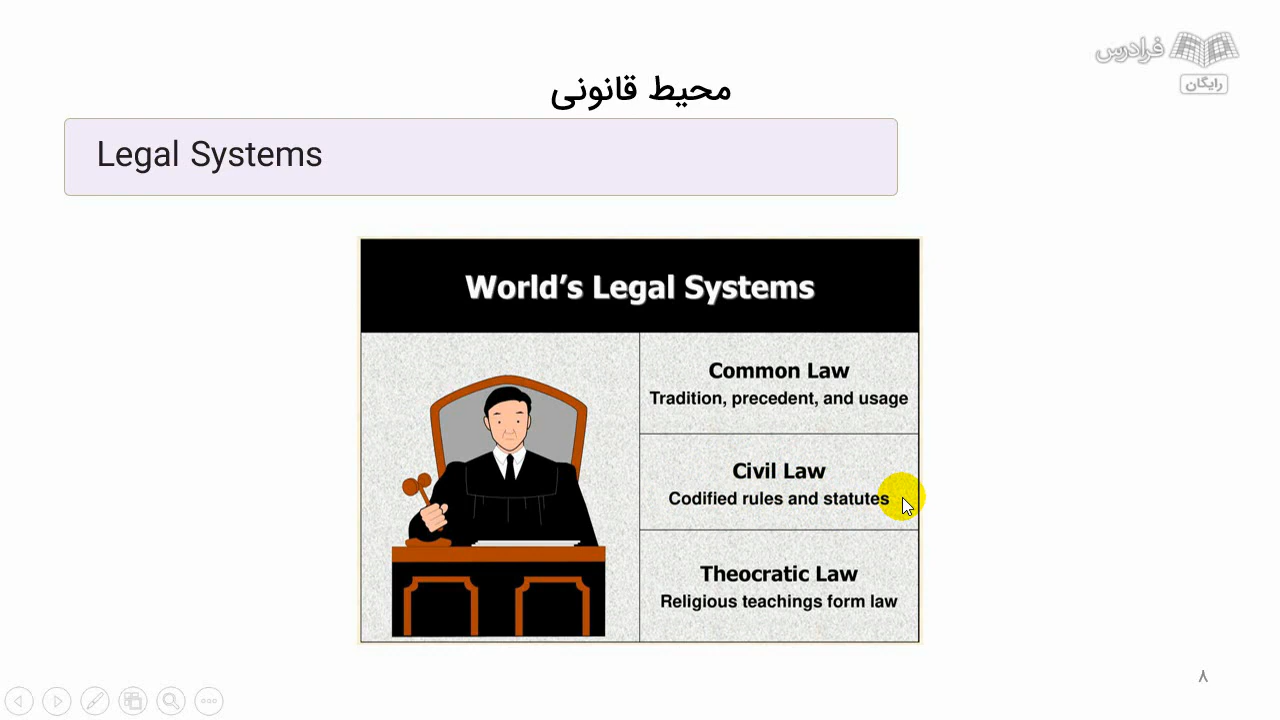 فرادرس
رایگان
محیط قانونی
Legal Systems
World's Legal Systems
Common Law
Tradition, precedent, and usage
Civil Law
Codified rules and statutes
Theocratic Law
Religious teachings form law
۸